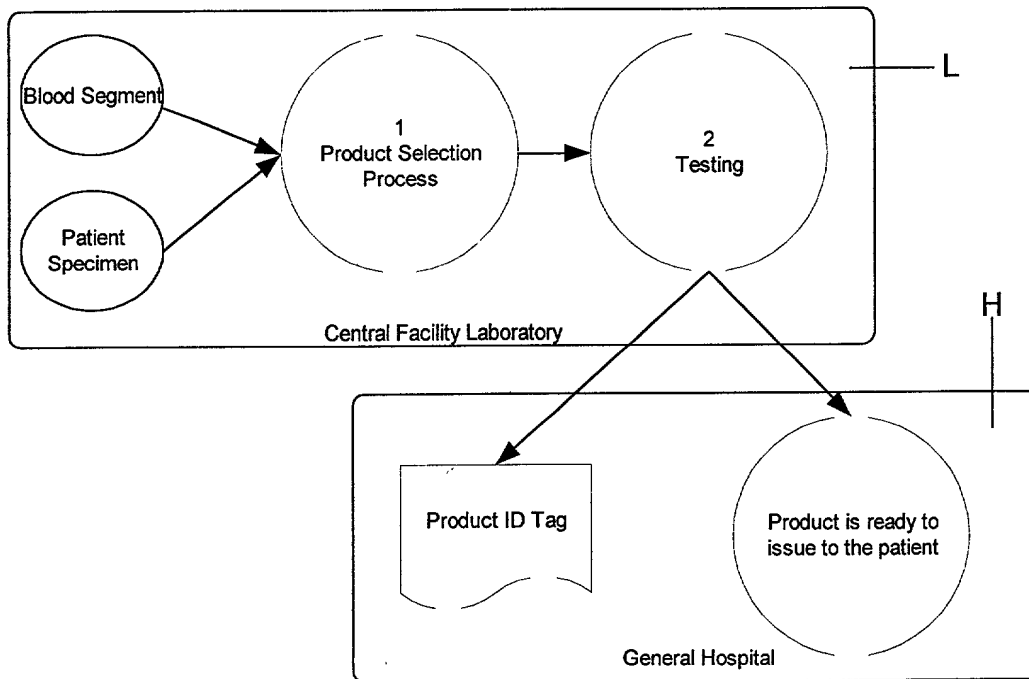 Blood Segment
Patient
Specimen
1
Product Selection
Process
2
Testing
L
Central Facility Laboratory
H
Product ID Tag
Product is ready to
issue to the patient
General Hospital